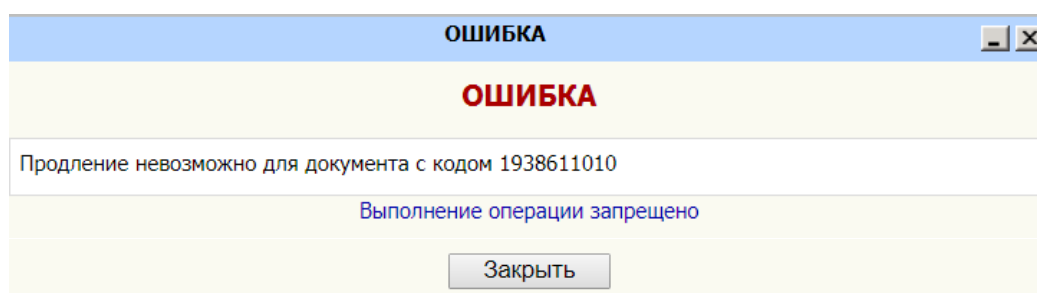 ОШИБКА
ОШИБКА
Продление невозможно для документа с кодом 1938611010
Выполнение операции запрещено
Закрыть